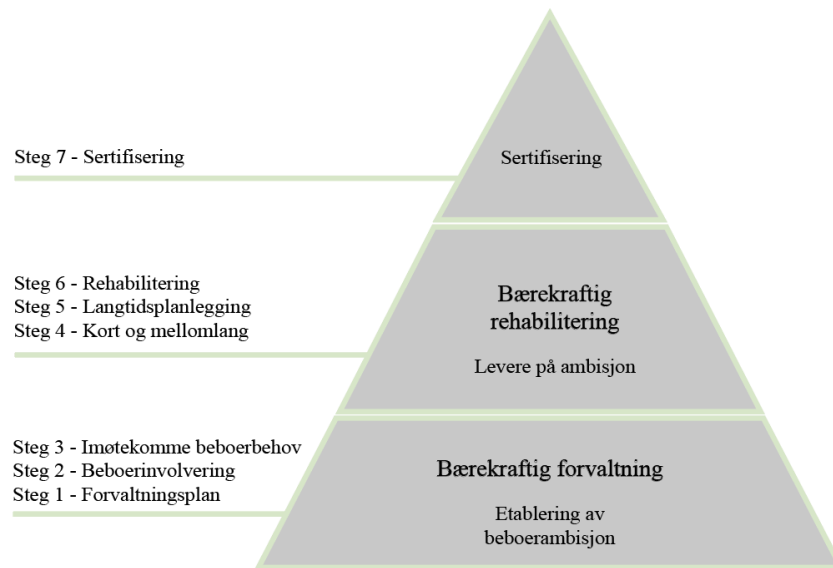 Steg 7 - Sertifisering
Sertifisering
Steg 6 - Rehabilitering
Steg 5 - Langtidsplanlegging
Steg 4 - Kort og mellomlang
Bærekraftig
rehabilitering
Levere på ambisjon
Steg 3 - Imøtekomme beboerbehov
Steg 2 - Beboerinvolvering
Steg 1 - Forvaltningsplan
Bærekraftig forvaltning
Etablering av
beboerambisjon